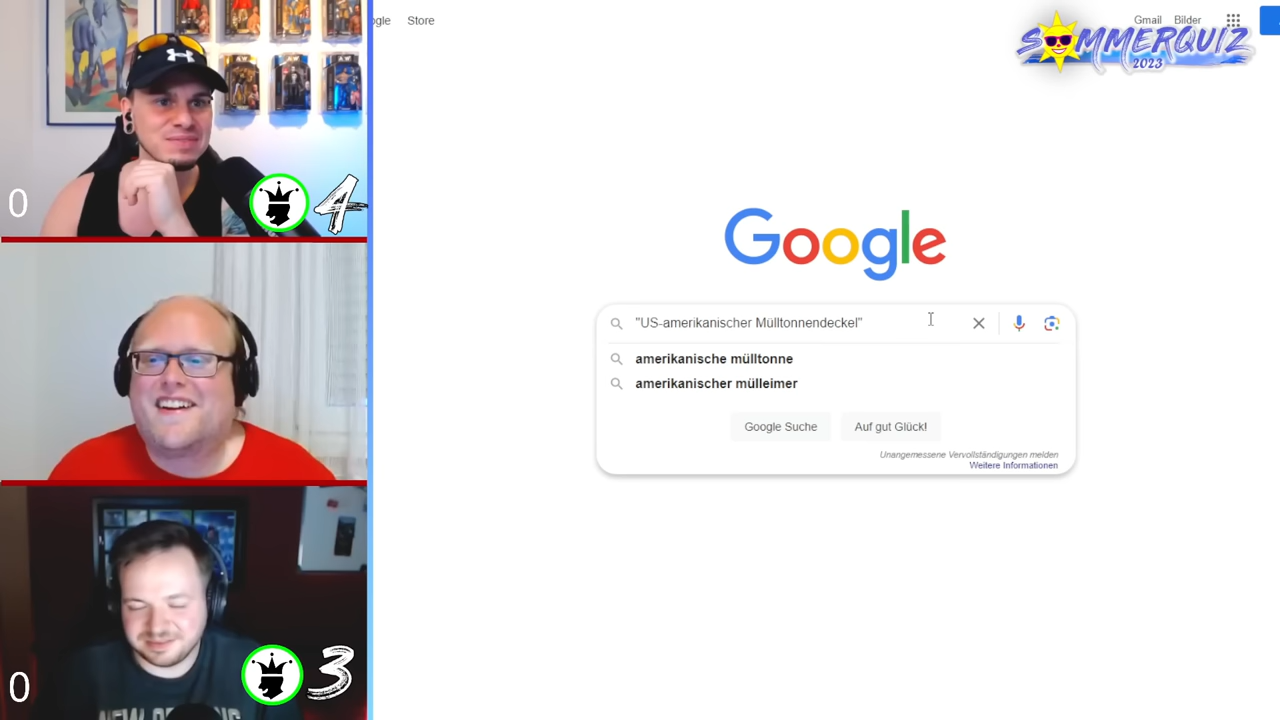 gle Store
Gmail Bilder
SOMMERQUIZ
2023
0
4
Google
"US-amerikanischer Mülltonnendeckel"
amerikanische mülltonne
amerikanischer mülleimer
Google Suche Auf gut Glück!
Unangemessene Vervollständigungen melden
Weitere Informationen
0
3